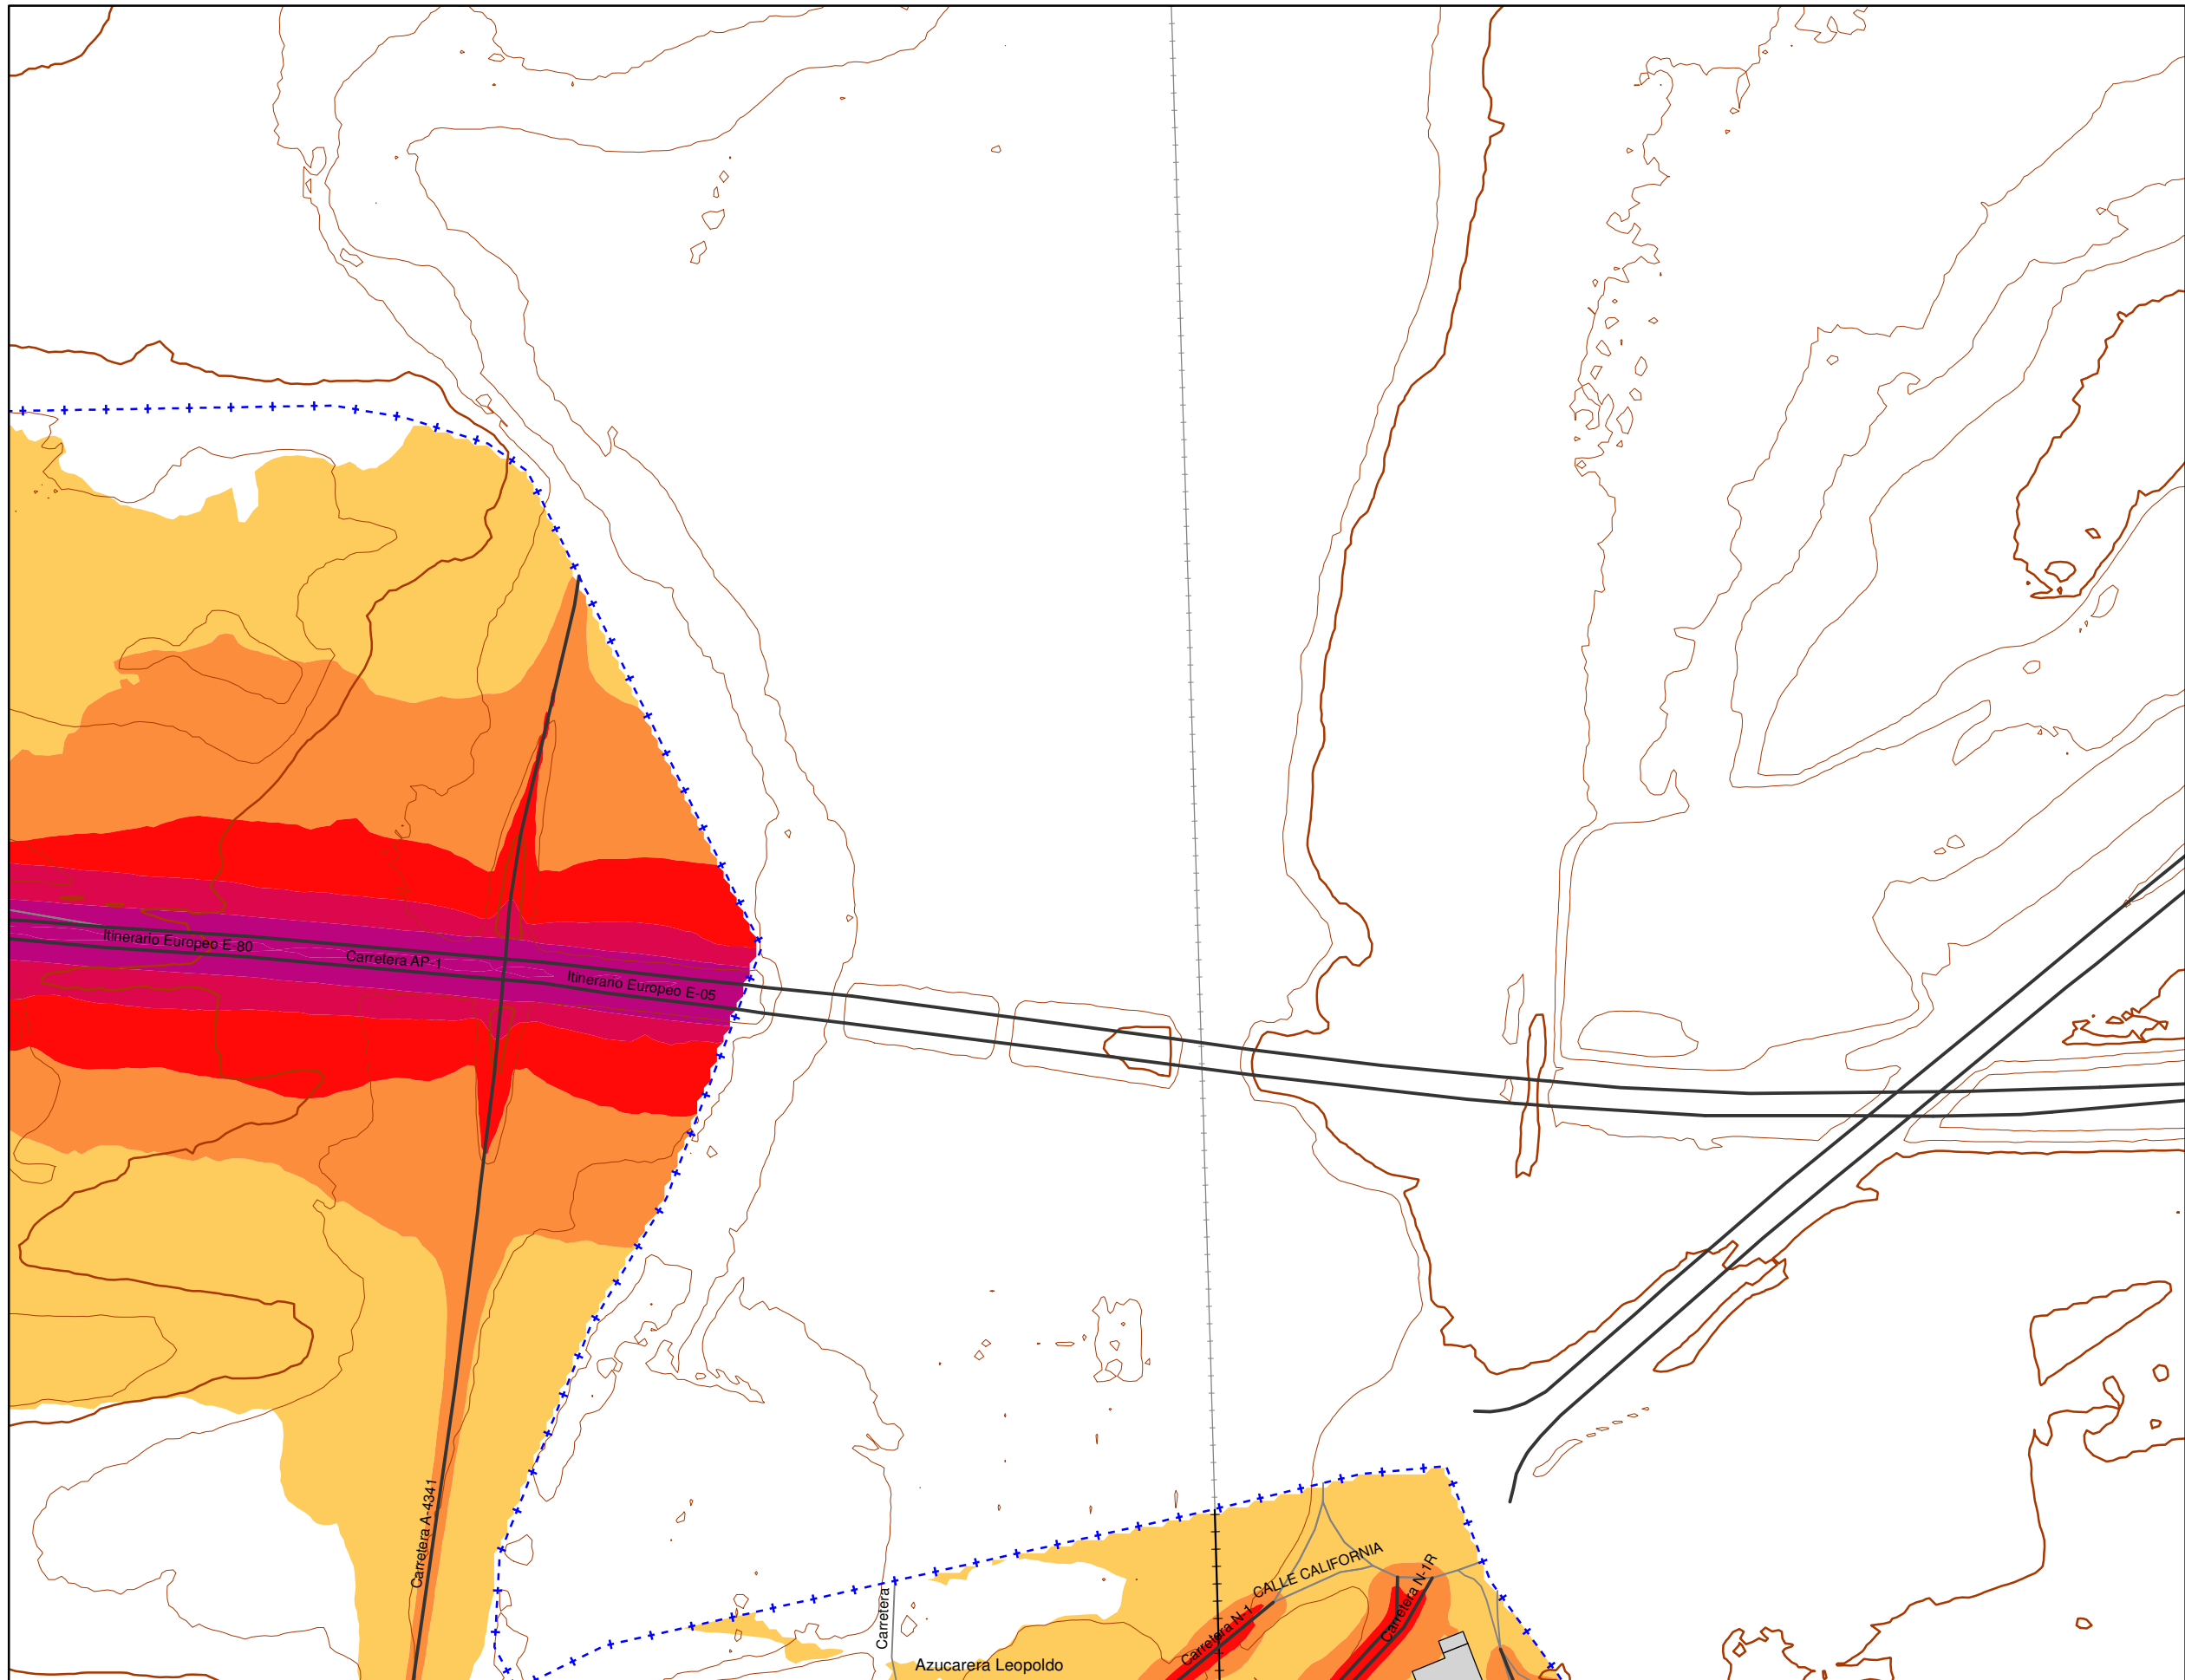 Itinerario Europeo E-80
Carretera AP-1
Itinerario Europeo E-05
Carretera A-4341
CALLE CALIFORNIA
Carretera N-1R
Carretera N-1
Carretera
Azucarera Leopoldo